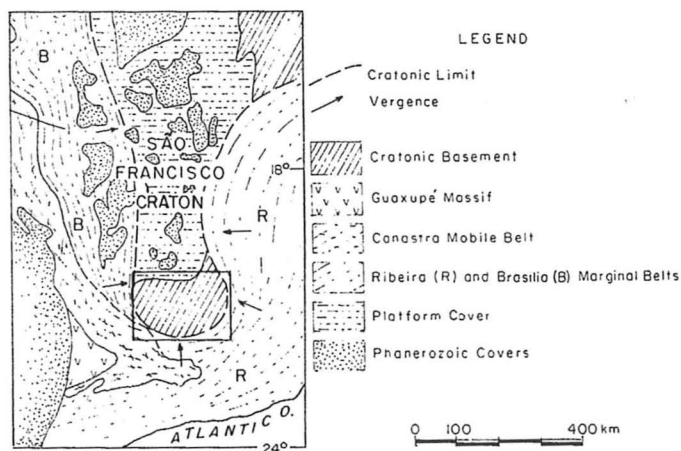 B
SÃO
FRANCISCO
CRATON
18°
B
R
R
ATLANTIC O.
24°
LEGEND
Cratonic Limit
Vergence
Cratonic Basement
Guaxupé Massif
Canastra Mobile Belt
Ribeira (R) and Brasília (B) Marginal Belts
Platform Cover
Phanerozoic Covers
0 100 400 km